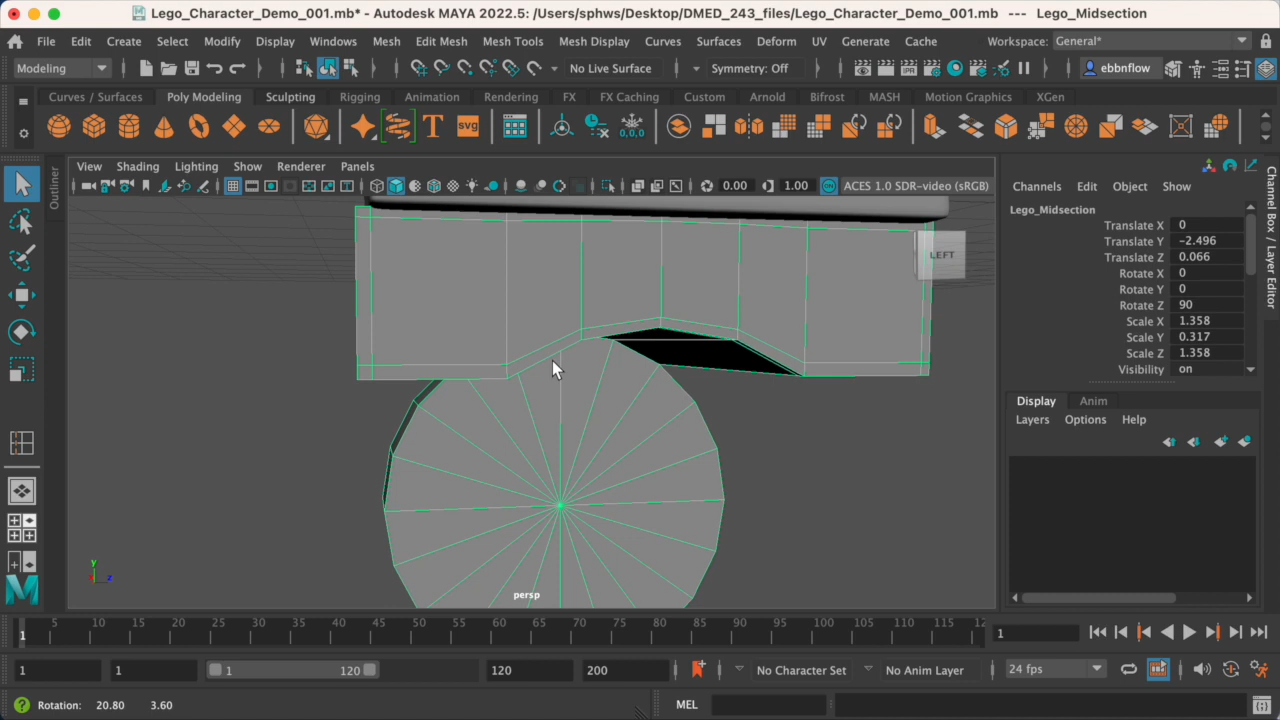 Lego_Character_Demo_001.mb* - Autodesk MAYA 2022.5: /Users/sphws/Desktop/DMED_243_files/Lego_Character_Demo_001.mb --- Lego_Midsection
File Edit Create Select Modify Display Windows Mesh Edit Mesh Mesh Tools Mesh Display Curves Surfaces Deform UV Generate Cache Workspace: General*
Modeling No Live Surface Symmetry: Off IPR ebbnflow
Curves / Surfaces Poly Modeling Sculpting Rigging Animation Rendering FX FX Caching Custom Arnold Bifrost MASH Motion Graphics XGen
T SVG 0,0,0
Outliner
View Shading Lighting Show Renderer Panels
0.00 1.00 ACES 1.0 SDR-video (sRGB)
LEFT
y
x z
persp
Channels Edit Object Show
Lego_Midsection
Translate X 0
Translate Y -2.496
Translate Z 0.066
Rotate X 0
Rotate Y 0
Rotate Z 90
Scale X 1.358
Scale Y 0.317
Scale Z 1.358
Visibility on
Channel Box / Layer Editor
Display Anim
Layers Options Help
M
1 5 10 15 20 25 30 35 40 45 50 55 60 65 70 75 80 85 90 95 100 105 110 115 12 1
1 1 1 120 120 200 No Character Set No Anim Layer 24 fps
? Rotation: 20.80 3.60 MEL